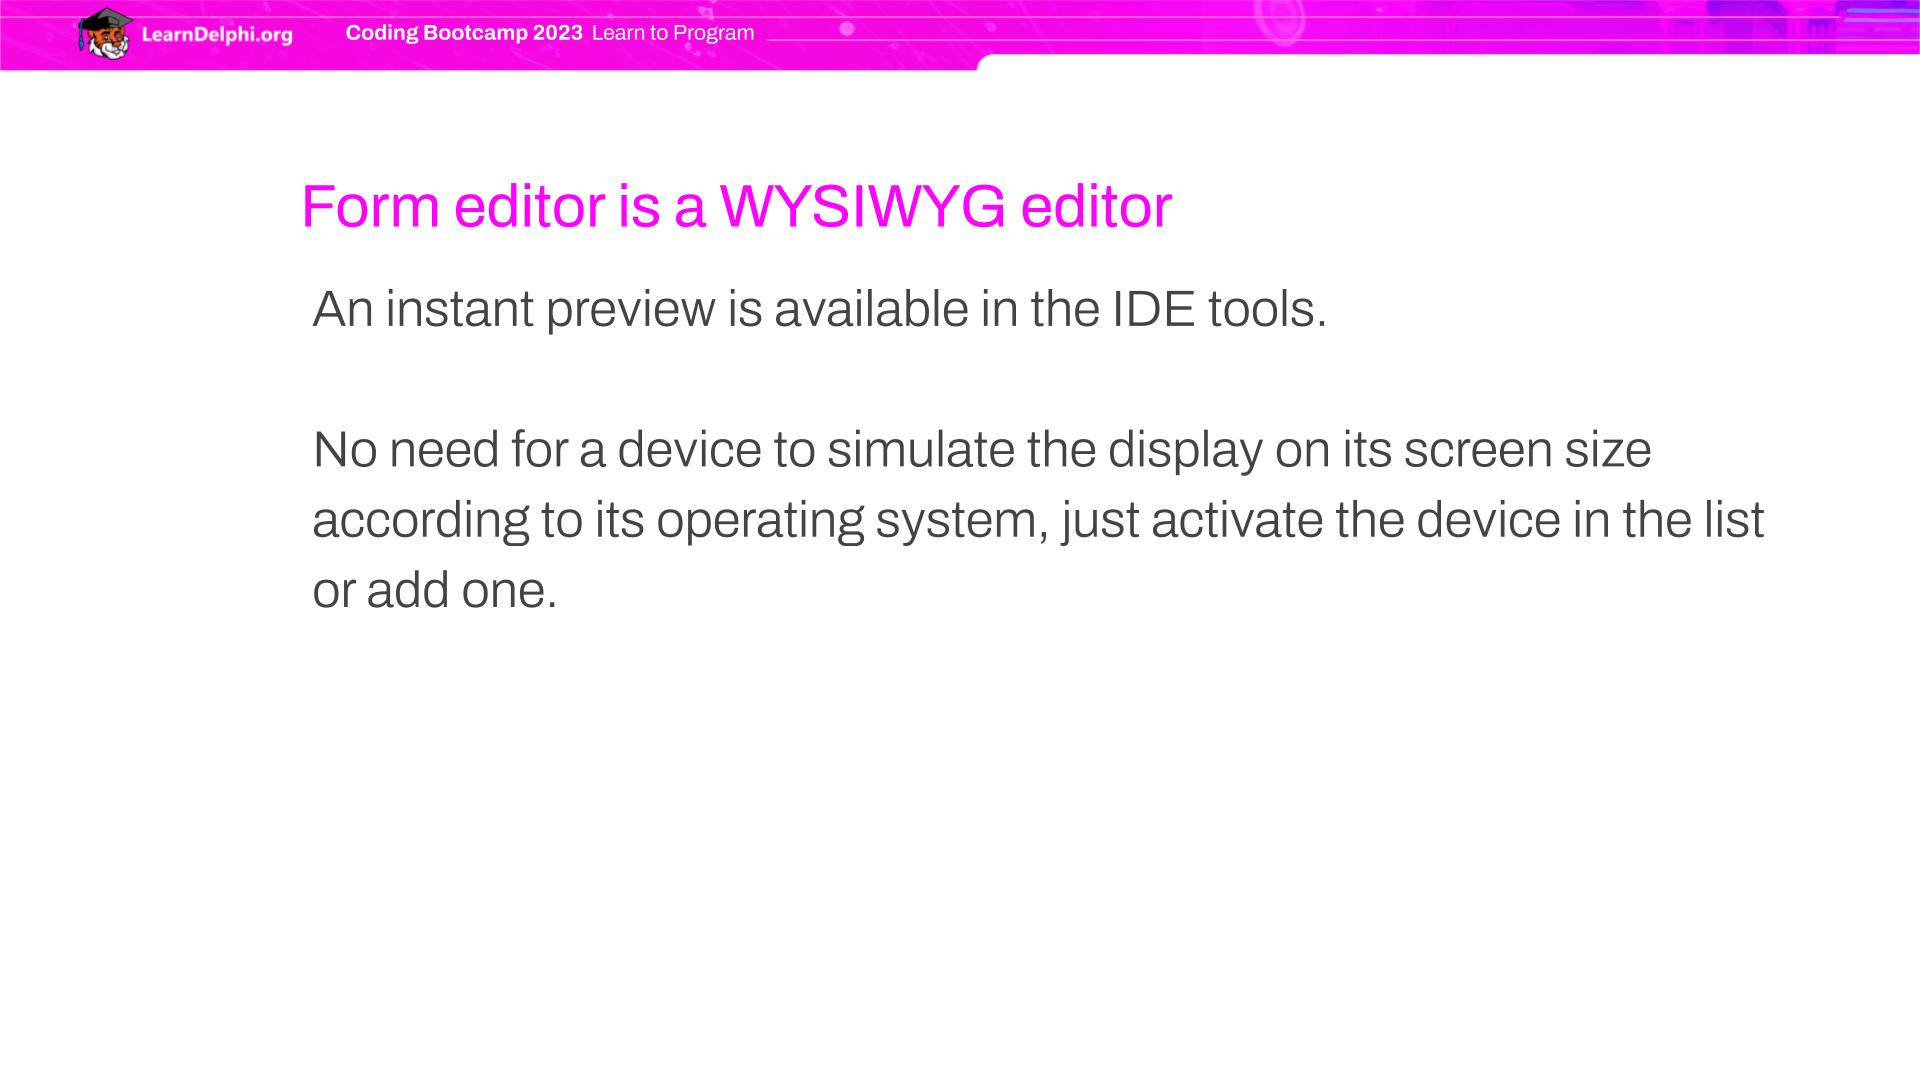 LearnDelphi.org
Coding Bootcamp 2023 Learn to Program
Form editor is a WYSIWYG editor
An instant preview is available in the IDE tools.
No need for a device to simulate the display on its screen size
according to its operating system, just activate the device in the list
or add one.